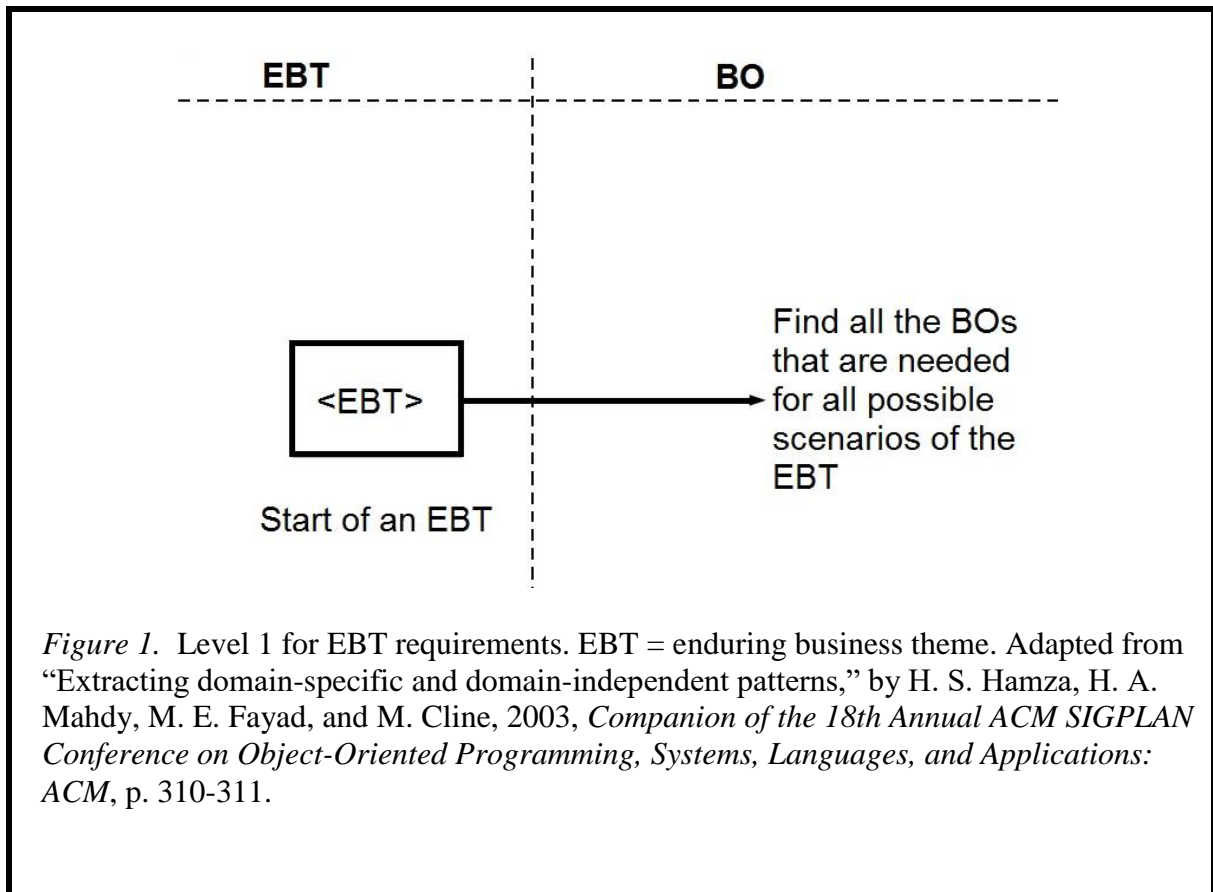 EBT BO
<EBT>
Start of an EBT
Find all the BOs
that are needed
for all possible
scenarios of the
EBT
Figure 1. Level 1 for EBT requirements. EBT = enduring business theme. Adapted from
“Extracting domain-specific and domain-independent patterns,” by H. S. Hamza, H. A.
Mahdy, M. E. Fayad, and M. Cline, 2003, Companion of the 18th Annual ACM SIGPLAN
Conference on Object-Oriented Programming, Systems, Languages, and Applications:
ACM, p. 310-311.